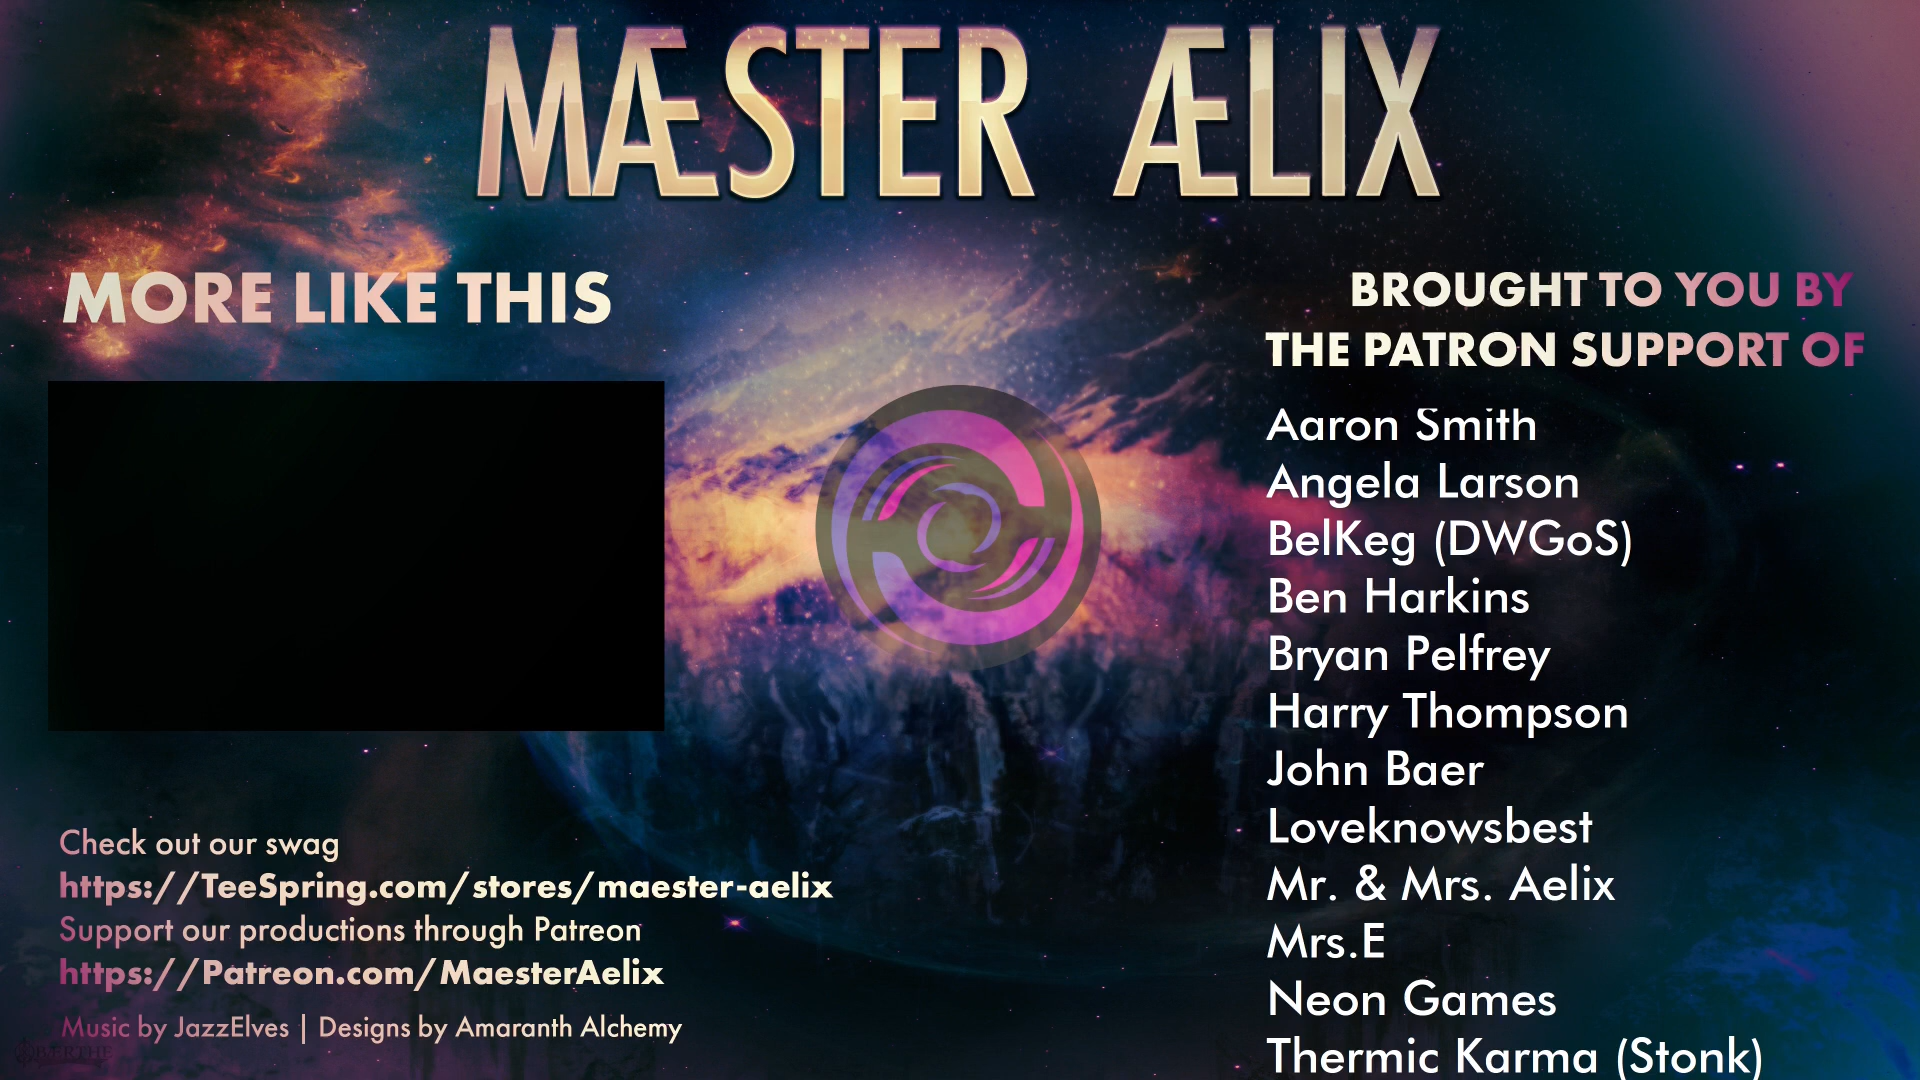 MÆSTER ÆLIX
MORE LIKE THIS
BROUGHT TO YOU BY
THE PATRON SUPPORT OF
Aaron Smith
Angela Larson
BelKeg (DWGoS)
Ben Harkins
Bryan Pelfrey
Harry Thompson
John Baer
Loveknowsbest
Mr. & Mrs. Aelix
Mrs.E
Neon Games
Thermic Karma (Stonk)
Check out our swag
https://TeeSpring.com/stores/maester-aelix
Support our productions through Patreon
https://Patreon.com/MaesterAelix
Music by JazzElves | Designs by Amaranth Alchemy